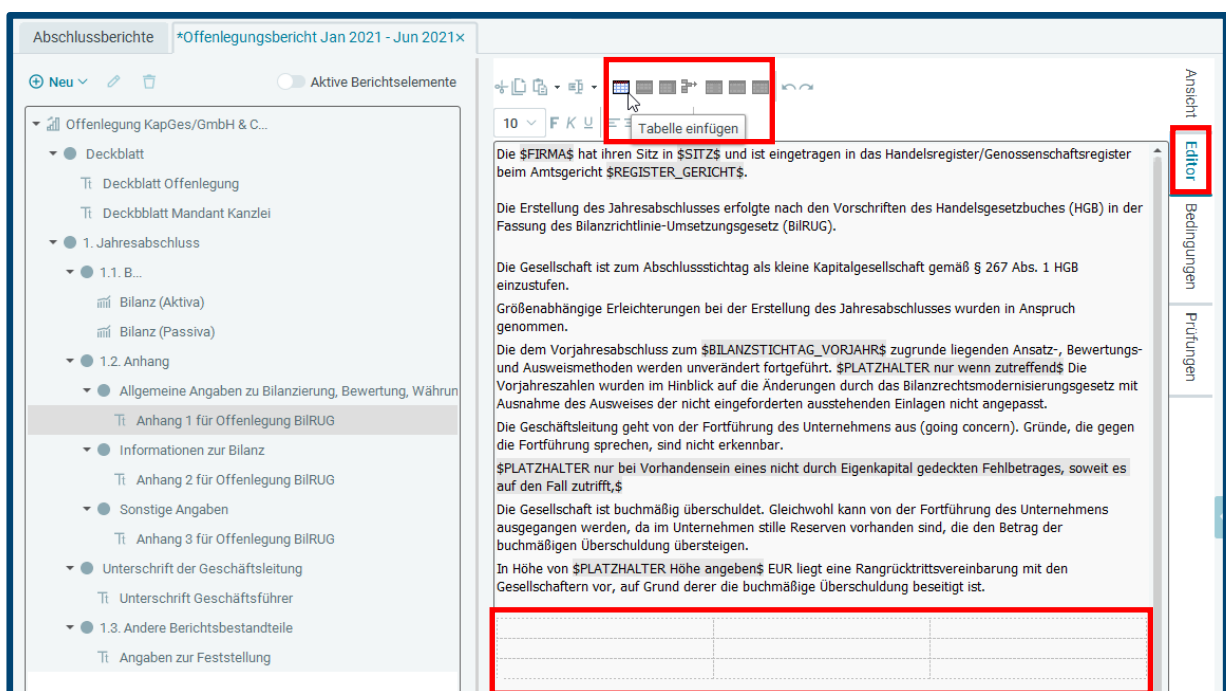 Abschlussberichte *Offenlegungsbericht Jan 2021 - Jun 2021×
Neu
Aktive Berichtselemente
Offenlegung KapGes/GmbH & C...
Deckblatt
Tt Deckblatt Offenlegung
Tt Deckbblatt Mandant Kanzlei
1. Jahresabschluss
1.1. B...
Bilanz (Aktiva)
Bilanz (Passiva)
1.2. Anhang
Allgemeine Angaben zu Bilanzierung, Bewertung, Währun
Tt Anhang 1 für Offenlegung BilRUG
Informationen zur Bilanz
Tt Anhang 2 für Offenlegung BilRUG
Sonstige Angaben
Tt Anhang 3 für Offenlegung BilRUG
Unterschrift der Geschäftsleitung
Tt Unterschrift Geschäftsführer
1.3. Andere Berichtsbestandteile
Tt Angaben zur Feststellung
10 F K U
Tabelle einfügen
Die $FIRMA$ hat ihren Sitz in $SITZ$ und ist eingetragen in das Handelsregister/Genossenschaftsregister
beim Amtsgericht $REGISTER_GERICHT$.
Die Erstellung des Jahresabschlusses erfolgte nach den Vorschriften des Handelsgesetzbuches (HGB) in der
Fassung des Bilanzrichtlinie-Umsetzungsgesetz (BilRUG).
Die Gesellschaft ist zum Abschlussstichtag als kleine Kapitalgesellschaft gemäß § 267 Abs. 1 HGB
einzustufen.
Größenabhängige Erleichterungen bei der Erstellung des Jahresabschlusses wurden in Anspruch
genommen.
Die dem Vorjahresabschluss zum $BILANZSTICHTAG_VORJAHR$ zugrunde liegenden Ansatz-, Bewertungs-
und Ausweismethoden werden unverändert fortgeführt. $PLATZHALTER nur wenn zutreffend$ Die
Vorjahreszahlen wurden im Hinblick auf die Änderungen durch das Bilanzrechtsmodernisierungsgesetz mit
Ausnahme des Ausweises der nicht eingeforderten ausstehenden Einlagen nicht angepasst.
Die Geschäftsleitung geht von der Fortführung des Unternehmens aus (going concern). Gründe, die gegen
die Fortführung sprechen, sind nicht erkennbar.
$PLATZHALTER nur bei Vorhandensein eines nicht durch Eigenkapital gedeckten Fehlbetrages, soweit es
auf den Fall zutrifft,$
Die Gesellschaft ist buchmäßig überschuldet. Gleichwohl kann von der Fortführung des Unternehmens
ausgegangen werden, da im Unternehmen stille Reserven vorhanden sind, die den Betrag der
buchmäßigen Überschuldung übersteigen.
In Höhe von $PLATZHALTER Höhe angeben$ EUR liegt eine Rangrücktrittsvereinbarung mit den
Gesellschaftern vor, auf Grund derer die buchmäßige Überschuldung beseitigt ist.
Ansicht
Editor
Bedingungen
Prüfungen